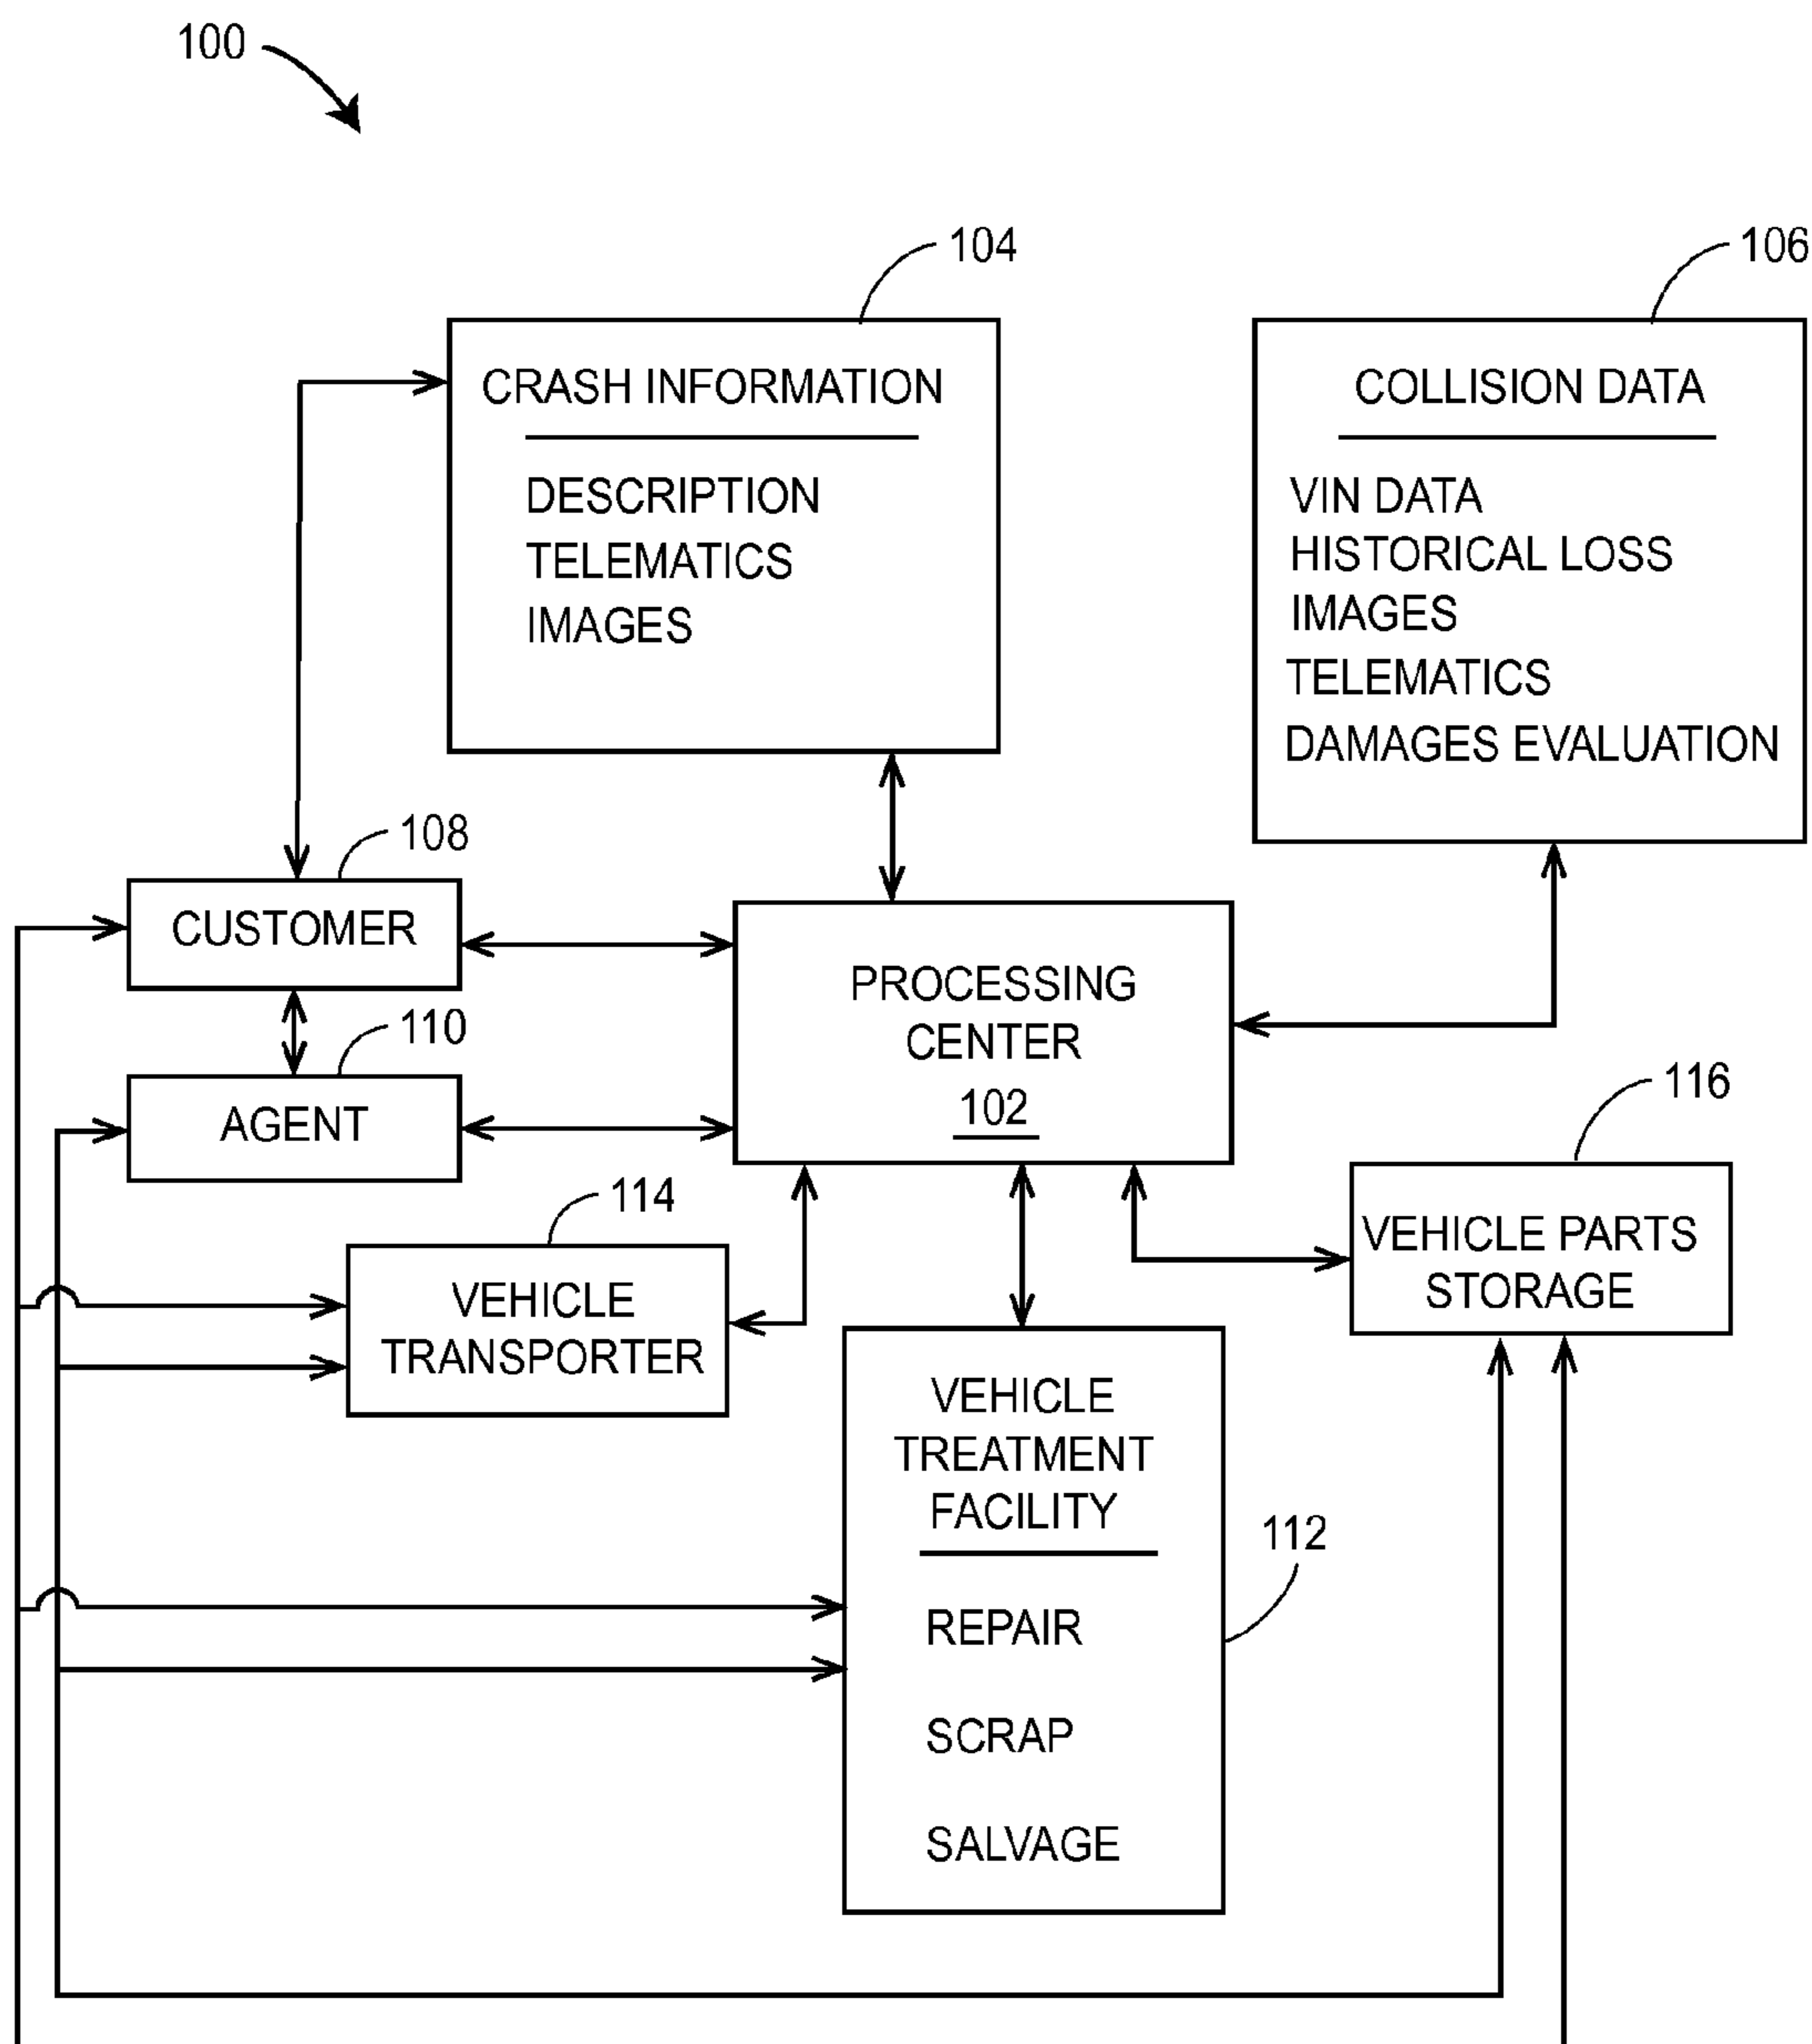 100
104
106
CRASH INFORMATION
DESCRIPTION
TELEMATICS
IMAGES
COLLISION DATA
VIN DATA
HISTORICAL LOSS
IMAGES
TELEMATICS
DAMAGES EVALUATION
108
CUSTOMER
110
AGENT
PROCESSING
CENTER
102
116
VEHICLE PARTS
STORAGE
114
VEHICLE
TRANSPORTER
VEHICLE
TREATMENT
FACILITY
REPAIR
SCRAP
SALVAGE
112